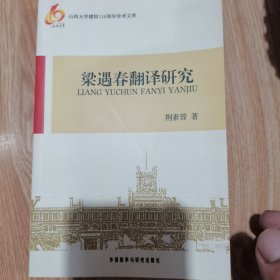 山西大学建校116周年学术文库
梁遇春翻译研究
LIANG YUCHUN FANYI YANJIU
荆素蓉 著
外语教学与研究出版社